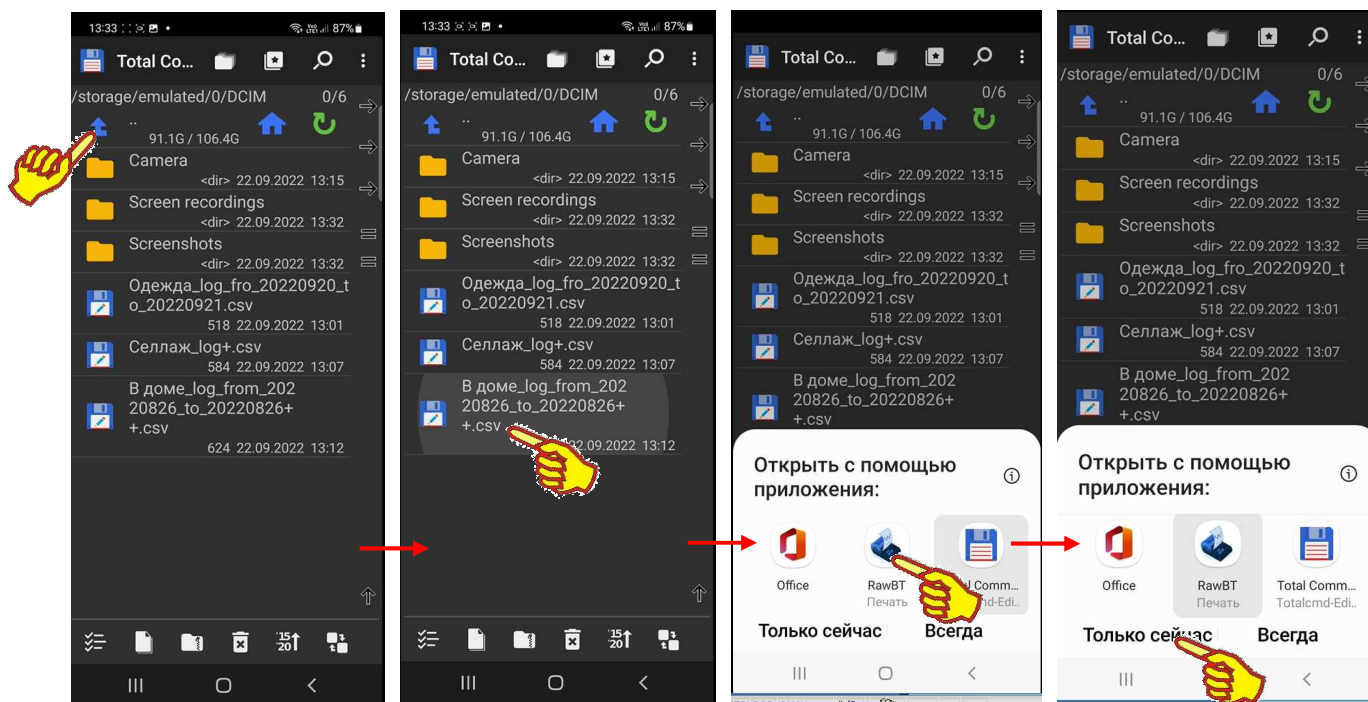 13:33 87%
Total Co...
/storage/emulated/0/DCIM 0/6
..
91.1G / 106.4G
Camera
<dir> 22.09.2022 13:15
Screen recordings
<dir> 22.09.2022 13:32
Screenshots
<dir> 22.09.2022 13:32
Одежда_log_fro_20220920_t
o_20220921.csv
518 22.09.2022 13:01
Селлаж_log+.csv
584 22.09.2022 13:07
В доме_log_from_202
20826_to_20220826+
+.csv
624 22.09.2022 13:12
15
20
13:33 87%
Total Co...
/storage/emulated/0/DCIM 0/6
..
91.1G / 106.4G
Camera
<dir> 22.09.2022 13:15
Screen recordings
<dir> 22.09.2022 13:32
Screenshots
<dir> 22.09.2022 13:32
Одежда_log_fro_20220920_t
o_20220921.csv
518 22.09.2022 13:01
Селлаж_log+.csv
584 22.09.2022 13:07
В доме_log_from_202
20826_to_20220826+
+.csv
22.09.2022 13:12
15
20
Total Co...
/storage/emulated/0/DCIM 0/6
..
91.1G / 106.4G
Camera
<dir> 22.09.2022 13:15
Screen recordings
<dir> 22.09.2022 13:32
Screenshots
<dir> 22.09.2022 13:32
Одежда_log_fro_20220920_t
o_20220921.csv
518 22.09.2022 13:01
Селлаж_log+.csv
584 22.09.2022 13:07
В доме_log_from_202
20826_to_20220826+
+.csv
Открыть с помощью
приложения:
Office RawBT Comm...
Печать md-Edi..
Только сейчас Всегда
Total Co...
/storage/emulated/0/DCIM 0/6
..
91.1G / 106.4G
Camera
<dir> 22.09.2022 13:15
Screen recordings
<dir> 22.09.2022 13:32
Screenshots
<dir> 22.09.2022 13:32
Одежда_log_fro_20220920_t
o_20220921.csv
518 22.09.2022 13:01
Селлаж_log+.csv
584 22.09.2022 13:07
В доме_log_from_202
20826_to_20220826+
+.csv
Открыть с помощью
приложения:
Office RawBT Total Comm...
Печать Totalcmd-Edi..
Только сейчас Всегда